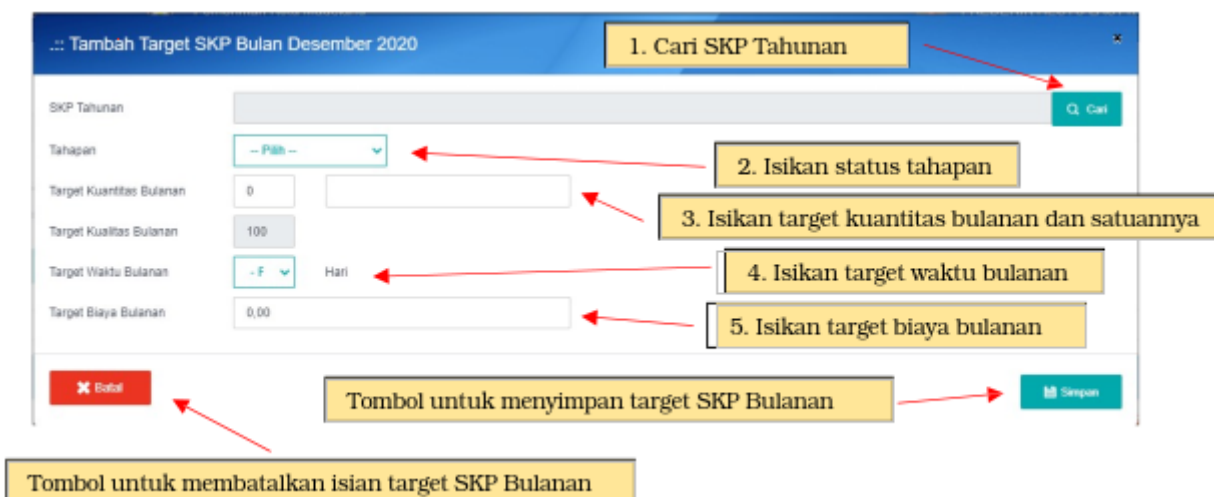 .:: Tambah Target SKP Bulan Desember 2020
1. Cari SKP Tahunan
×
SKP Tahunan
Cari
Tahapan
-- Pilih --
2. Isikan status tahapan
Target Kuantitas Bulanan
0
3. Isikan target kuantitas bulanan dan satuannya
Target Kualitas Bulanan
100
Target Waktu Bulanan
Hari
4. Isikan target waktu bulanan
Target Biaya Bulanan
0,00
5. Isikan target biaya bulanan
Batal
Tombol untuk menyimpan target SKP Bulanan
Simpan
Tombol untuk membatalkan isian target SKP Bulanan